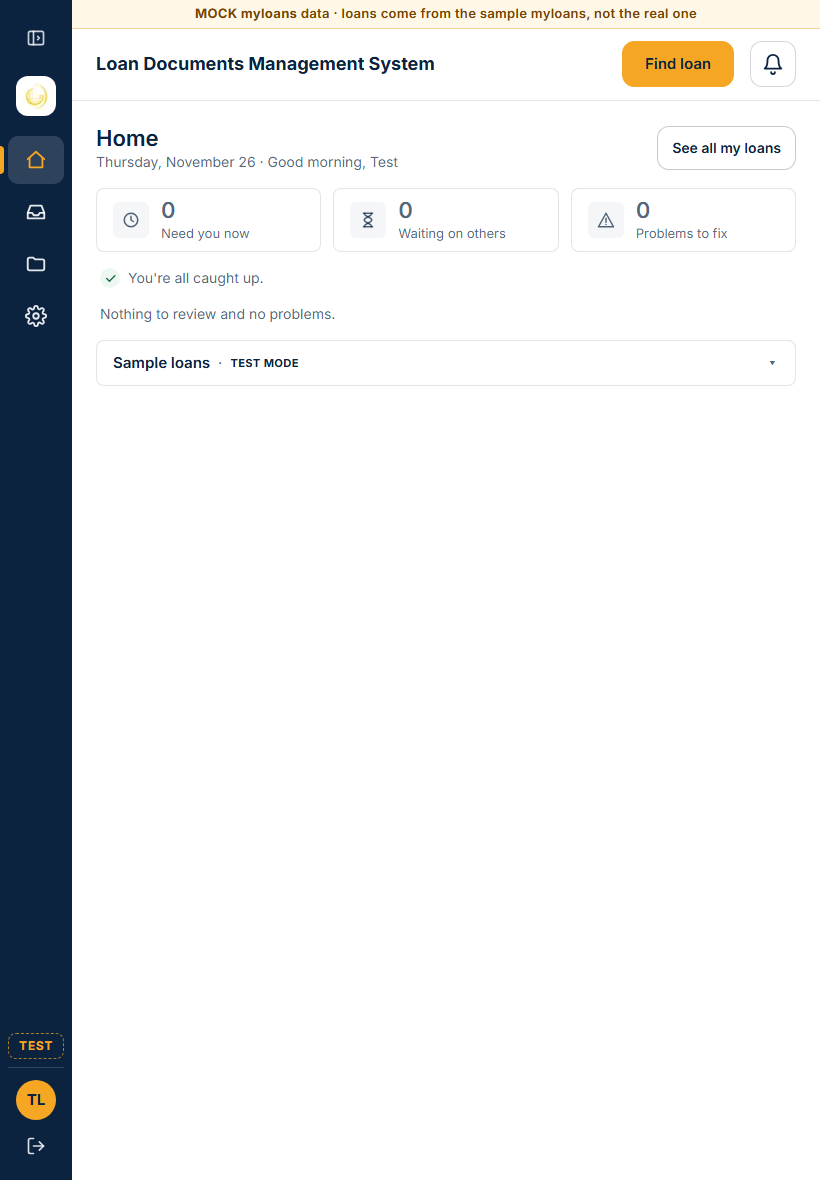 MOCK myloans data · loans come from the sample myloans, not the real one
Loan Documents Management System
Find loan
Home
Thursday, November 26 · Good morning, Test
See all my loans
0
Need you now
0
Waiting on others
0
Problems to fix
You're all caught up.
Nothing to review and no problems.
Sample loans · TEST MODE
TEST
TL